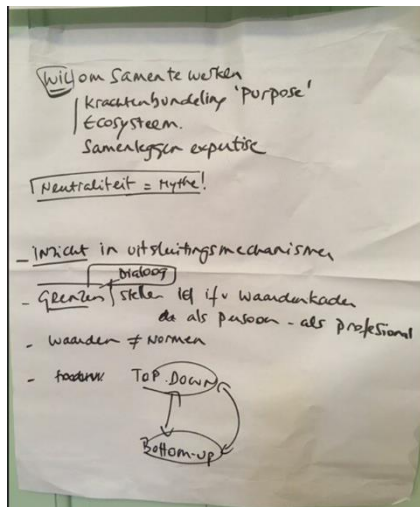 Wil om samen te werken
krachtenbundeling 'purpose'
Ecosysteem.
Samenleggen expertise
Neutraliteit = Mythe!
- inzicht in uitsluitingsmechanismen
Dialoog
- Grenzen stellen ifv waardenkader
als persoon - als profesional
- waarden ≠ normen
-
TOP-DOWN
Bottom-up